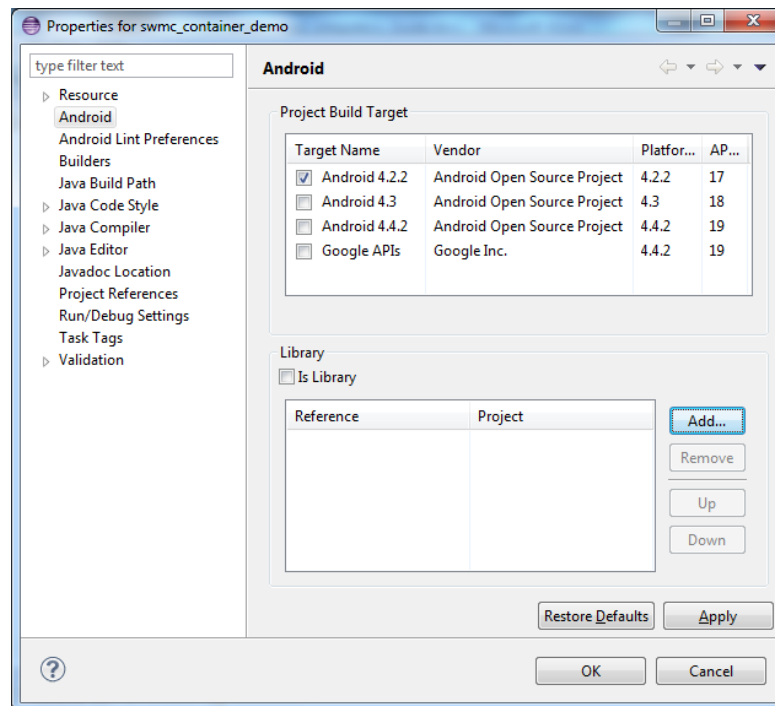 Properties for swmc_container_demo
type filter text
Resource
Android
Android Lint Preferences
Builders
Java Build Path
Java Code Style
Java Compiler
Java Editor
Javadoc Location
Project References
Run/Debug Settings
Task Tags
Validation
Android
Project Build Target
Target Name Vendor Platfor... AP...
Android 4.2.2 Android Open Source Project 4.2.2 17
Android 4.3 Android Open Source Project 4.3 18
Android 4.4.2 Android Open Source Project 4.4.2 19
Google APIs Google Inc. 4.4.2 19
Library
Is Library
Reference Project
Add...
Remove
Up
Down
Restore Defaults Apply
? OK Cancel